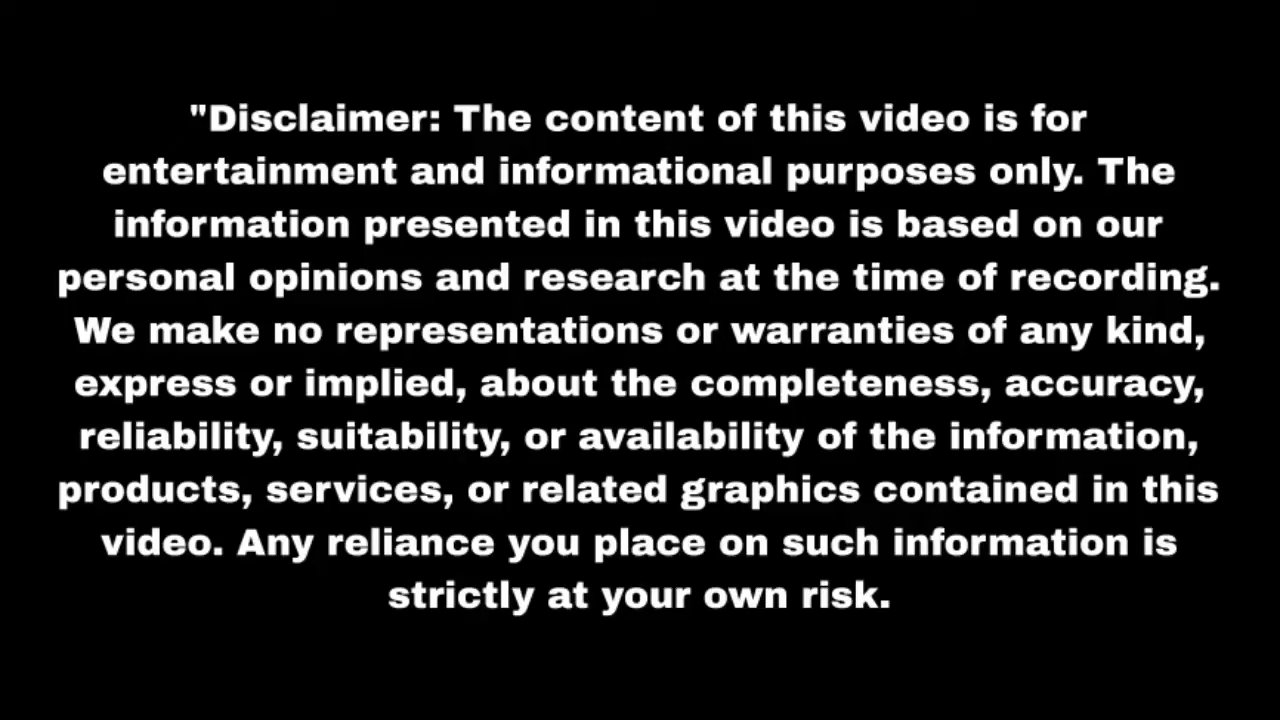 "Disclaimer: The content of this video is for
entertainment and informational purposes only. The
information presented in this video is based on our
personal opinions and research at the time of recording.
We make no representations or warranties of any kind,
express or implied, about the completeness, accuracy,
reliability, suitability, or availability of the information,
products, services, or related graphics contained in this
video. Any reliance you place on such information is
strictly at your own risk.